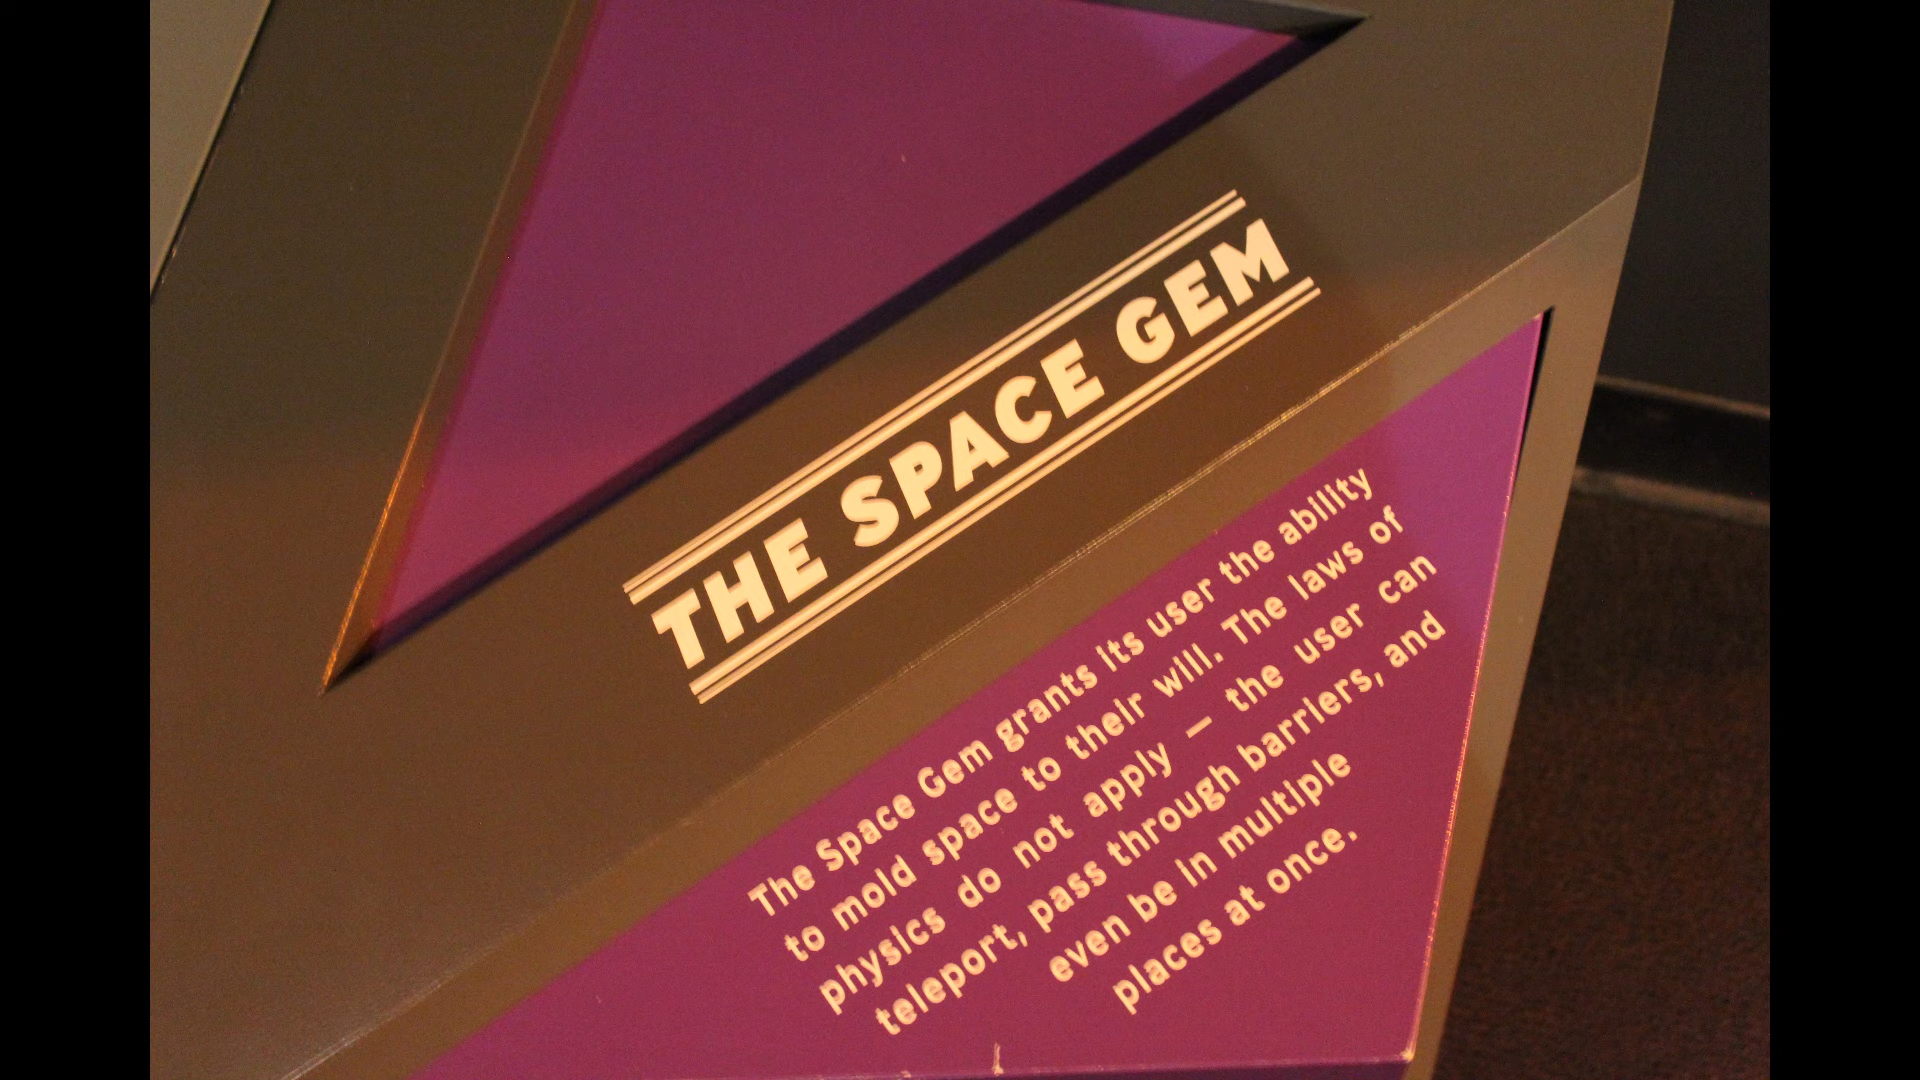 THE SPACE GEM
The Space Gem grants its user the ability
to mold space to their will. The laws of
physics do not apply — the user can
teleport, pass through barriers, and
even be in multiple
places at once.